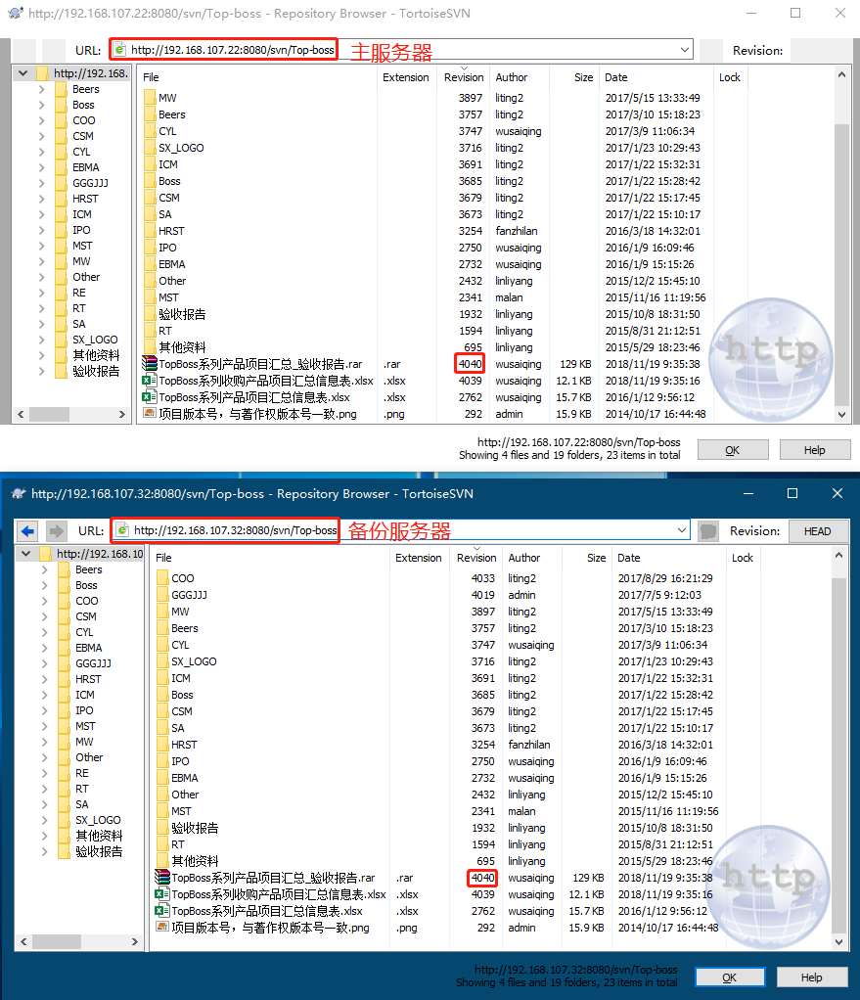 http://192.168.107.22:8080/svn/Top-boss - Repository Browser - TortoiseSVN
URL: http://192.168.107.22:8080/svn/Top-boss 主服务器 Revision:
http://192.168.
Beers
Boss
COO
CSM
CYL
EBMA
GGGJJJ
HRST
ICM
IPO
MST
MW
Other
RE
RT
SA
SX_LOGO
其他资料
验收报告
File Extension Revision Author Size Date Lock
MW 3897 liting2 2017/5/15 13:33:49
Beers 3757 liting2 2017/3/10 15:18:23
CYL 3747 wusaiqing 2017/3/9 11:06:34
SX_LOGO 3716 liting2 2017/1/23 10:29:43
ICM 3691 liting2 2017/1/22 15:32:31
Boss 3685 liting2 2017/1/22 15:28:42
CSM 3679 liting2 2017/1/22 15:17:45
SA 3673 liting2 2017/1/22 15:10:17
HRST 3254 fanzhilan 2016/3/18 14:32:01
IPO 2750 wusaiqing 2016/1/9 16:09:46
EBMA 2732 wusaiqing 2016/1/9 15:15:26
Other 2432 linliyang 2015/12/2 15:45:10
MST 2341 malan 2015/11/16 11:19:56
验收报告 1932 linliyang 2015/10/8 18:31:50
RT 1594 linliyang 2015/8/31 21:12:51
其他资料 695 linliyang 2015/5/29 18:23:46
TopBoss系列产品项目汇总_验收报告.rar .rar 4040 wusaiqing 129 KB 2018/11/19 9:35:38
TopBoss系列收购产品项目汇总信息表.xlsx .xlsx 4039 wusaiqing 12.1 KB 2018/11/19 9:35:16
TopBoss系列产品项目汇总信息表.xlsx .xlsx 2762 wusaiqing 15.7 KB 2016/1/12 9:56:12
项目版本号，与著作权版本号一致.png .png 292 admin 15.9 KB 2014/10/17 16:44:48
http
http://192.168.107.22:8080/svn/Top-boss
Showing 4 files and 19 folders, 23 items in total
OK Help
http://192.168.107.32:8080/svn/Top-boss - Repository Browser - TortoiseSVN
URL: http://192.168.107.32:8080/svn/Top-boss 备份服务器 Revision: HEAD
http://192.168.10
Beers
Boss
COO
CSM
CYL
EBMA
GGGJJJ
HRST
ICM
IPO
MST
MW
Other
RE
RT
SA
SX_LOGO
其他资料
验收报告
File Extension Revision Author Size Date Lock
COO 4033 liting2 2017/8/29 16:21:29
GGGJJJ 4019 admin 2017/7/5 9:12:03
MW 3897 liting2 2017/5/15 13:33:49
Beers 3757 liting2 2017/3/10 15:18:23
CYL 3747 wusaiqing 2017/3/9 11:06:34
SX_LOGO 3716 liting2 2017/1/23 10:29:43
ICM 3691 liting2 2017/1/22 15:32:31
Boss 3685 liting2 2017/1/22 15:28:42
CSM 3679 liting2 2017/1/22 15:17:45
SA 3673 liting2 2017/1/22 15:10:17
HRST 3254 fanzhilan 2016/3/18 14:32:01
IPO 2750 wusaiqing 2016/1/9 16:09:46
EBMA 2732 wusaiqing 2016/1/9 15:15:26
Other 2432 linliyang 2015/12/2 15:45:10
MST 2341 malan 2015/11/16 11:19:56
验收报告 1932 linliyang 2015/10/8 18:31:50
RT 1594 linliyang 2015/8/31 21:12:51
其他资料 695 linliyang 2015/5/29 18:23:46
TopBoss系列产品项目汇总_验收报告.rar .rar 4040 wusaiqing 129 KB 2018/11/19 9:35:38
TopBoss系列收购产品项目汇总信息表.xlsx .xlsx 4039 wusaiqing 12.1 KB 2018/11/19 9:35:16
TopBoss系列产品项目汇总信息表.xlsx .xlsx 2762 wusaiqing 15.7 KB 2016/1/12 9:56:12
项目版本号，与著作权版本号一致.png .png 292 admin 15.9 KB 2014/10/17 16:44:48
http
http://192.168.107.32:8080/svn/Top-boss
Showing 4 files and 19 folders, 23 items in total
OK Help